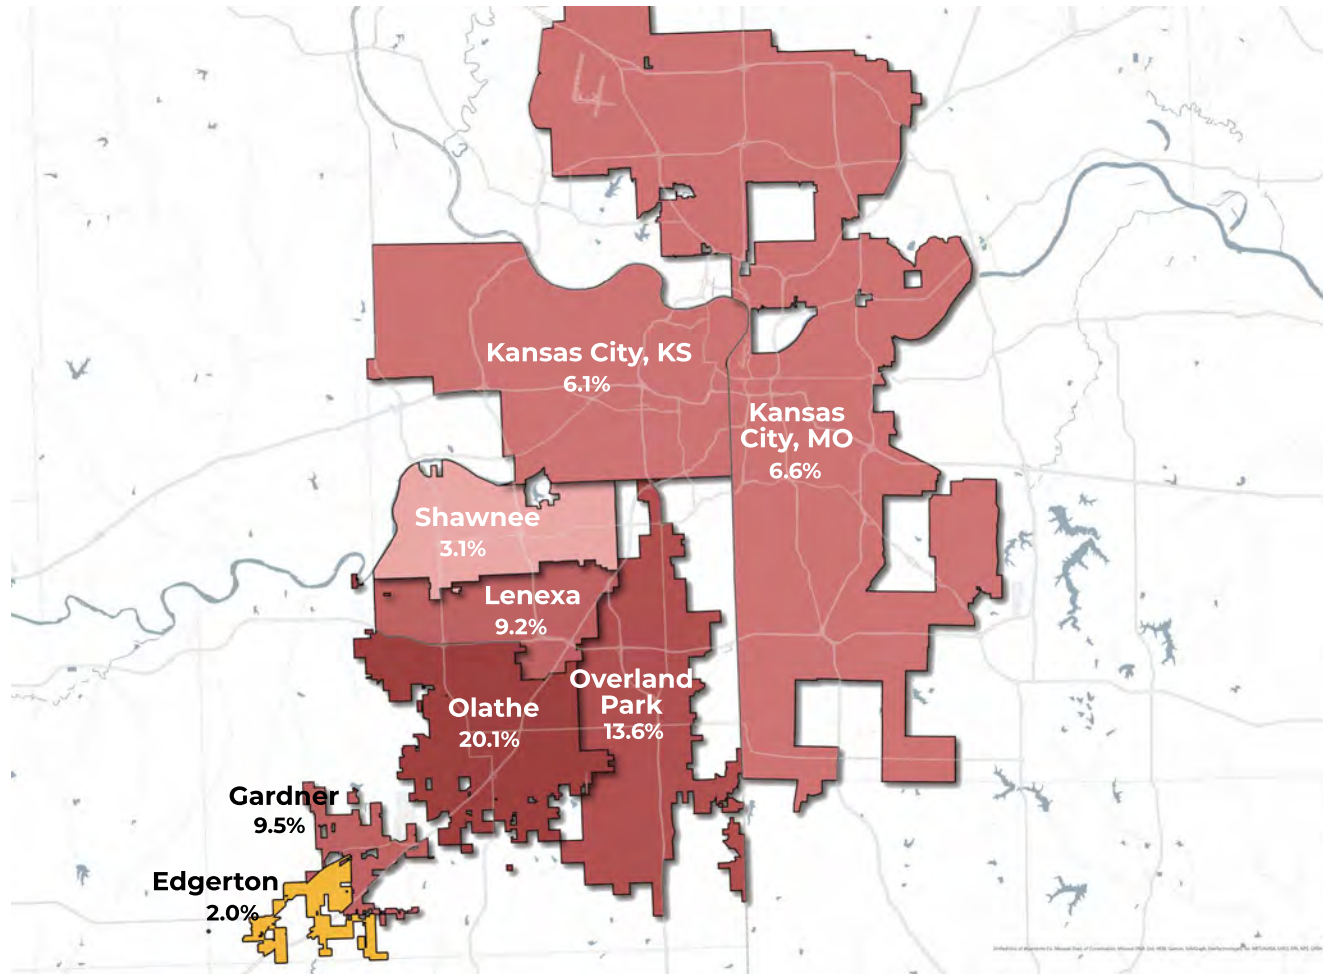 Kansas City, KS
6.1%
Kansas
City, MO
6.6%
Shawnee
3.1%
Lenexa
9.2%
Overland
Park
13.6%
Olathe
20.1%
Gardner
9.5%
Edgerton
2.0%